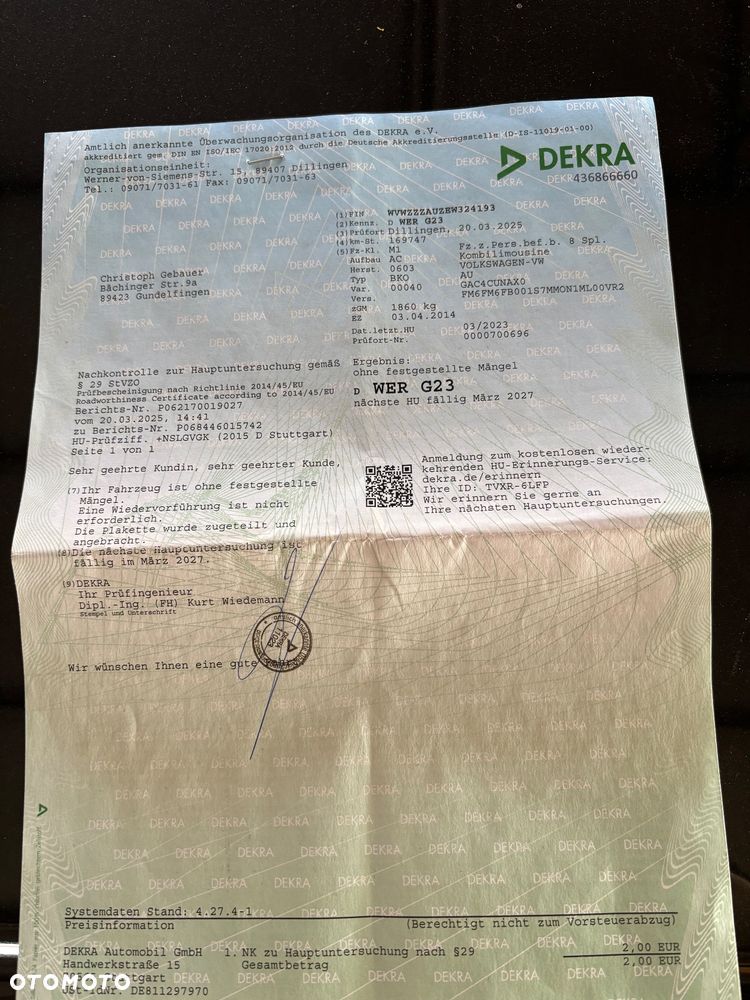 Amtlich anerkannte Überwachungsorganisation des DEKRA e.V.
akkreditiert gem. DIN EN ISO/IEC 17020:2012 durch die Deutsche Akkreditierungsstelle (D-IS-11019-01-00)
Organisationseinheit:
Werner-von-Siemens-Str. 15, 89407 Dillingen
Tel.: 09071/7031-61 Fax: 09071/7031-63
DEKRA
436866660
(1) FIN WVWZZZAUZEW324193
(2) Kennz. D WER G23
(3) Prüfort Dillingen, 20.03.2025
(4) km-St. 169747
(5) Fz-Kl. M1 Fz.z.Pers.bef.b. 8 Spl.
Aufbau AC Kombilimousine
Herst. 0603 VOLKSWAGEN-VW
Typ BKO AU
Var. 00040 GAC4CUNAX0
Vers. FM6FM6FB001S7MMON1ML00VR2
zGM 1860 kg
EZ 03.04.2014
Dat.letzt.HU 03/2023
Prüfort-Nr. 0000700696
Christoph Gebauer
Bächinger Str.9a
89423 Gundelfingen
Nachkontrolle zur Hauptuntersuchung gemäß
§ 29 StVZO
Prüfbescheinigung nach Richtlinie 2014/45/EU
Roadworthiness Certificate according to 2014/45/EU
Berichts-Nr. P062170019027
vom 20.03.2025, 14:41
zu Berichts-Nr. P068446015742
HU-Prüfziff. +NSLGVGK (2015 D Stuttgart)
Seite 1 von 1
Ergebnis:
ohne festgestellte Mängel
D WER G23
nächste HU fällig März 2027
Sehr geehrte Kundin, sehr geehrter Kunde,
(7) Ihr Fahrzeug ist ohne festgestellte
Mängel.
Eine Wiedervorführung ist nicht
erforderlich.
Die Plakette wurde zugeteilt und
angebracht.
(8) Die nächste Hauptuntersuchung ist
fällig im März 2027.
Anmeldung zum kostenlosen wieder-
kehrenden HU-Erinnerungs-Service:
dekra.de/erinnern
Ihre ID: TVXR-6LFP
Wir erinnern Sie gerne an
Ihre nächsten Hauptuntersuchungen.
(9) DEKRA
Ihr Prüfingenieur
Dipl.-Ing. (FH) Kurt Wiedemann
Stempel und Unterschrift
Wir wünschen Ihnen eine gute
Systemdaten Stand: 4.27.4-1
Preisinformation (Berechtigt nicht zum Vorsteuerabzug)
DEKRA Automobil GmbH 1. NK zu Hauptuntersuchung nach §29 2,00 EUR
Handwerkstraße 15 Gesamtbetrag 2,00 EUR
USt-IdNr. DE811297970
OTOMOTO